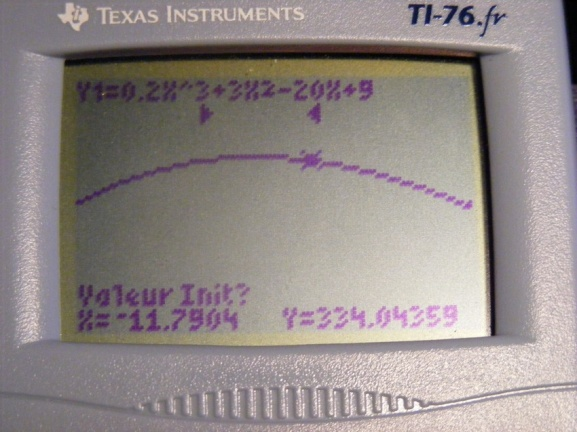 TEXAS INSTRUMENTS TI-76.fr
Y1=0.2X^3+3X²-20X+9
Valeur Init?
X=-11.7904 Y=334.04359